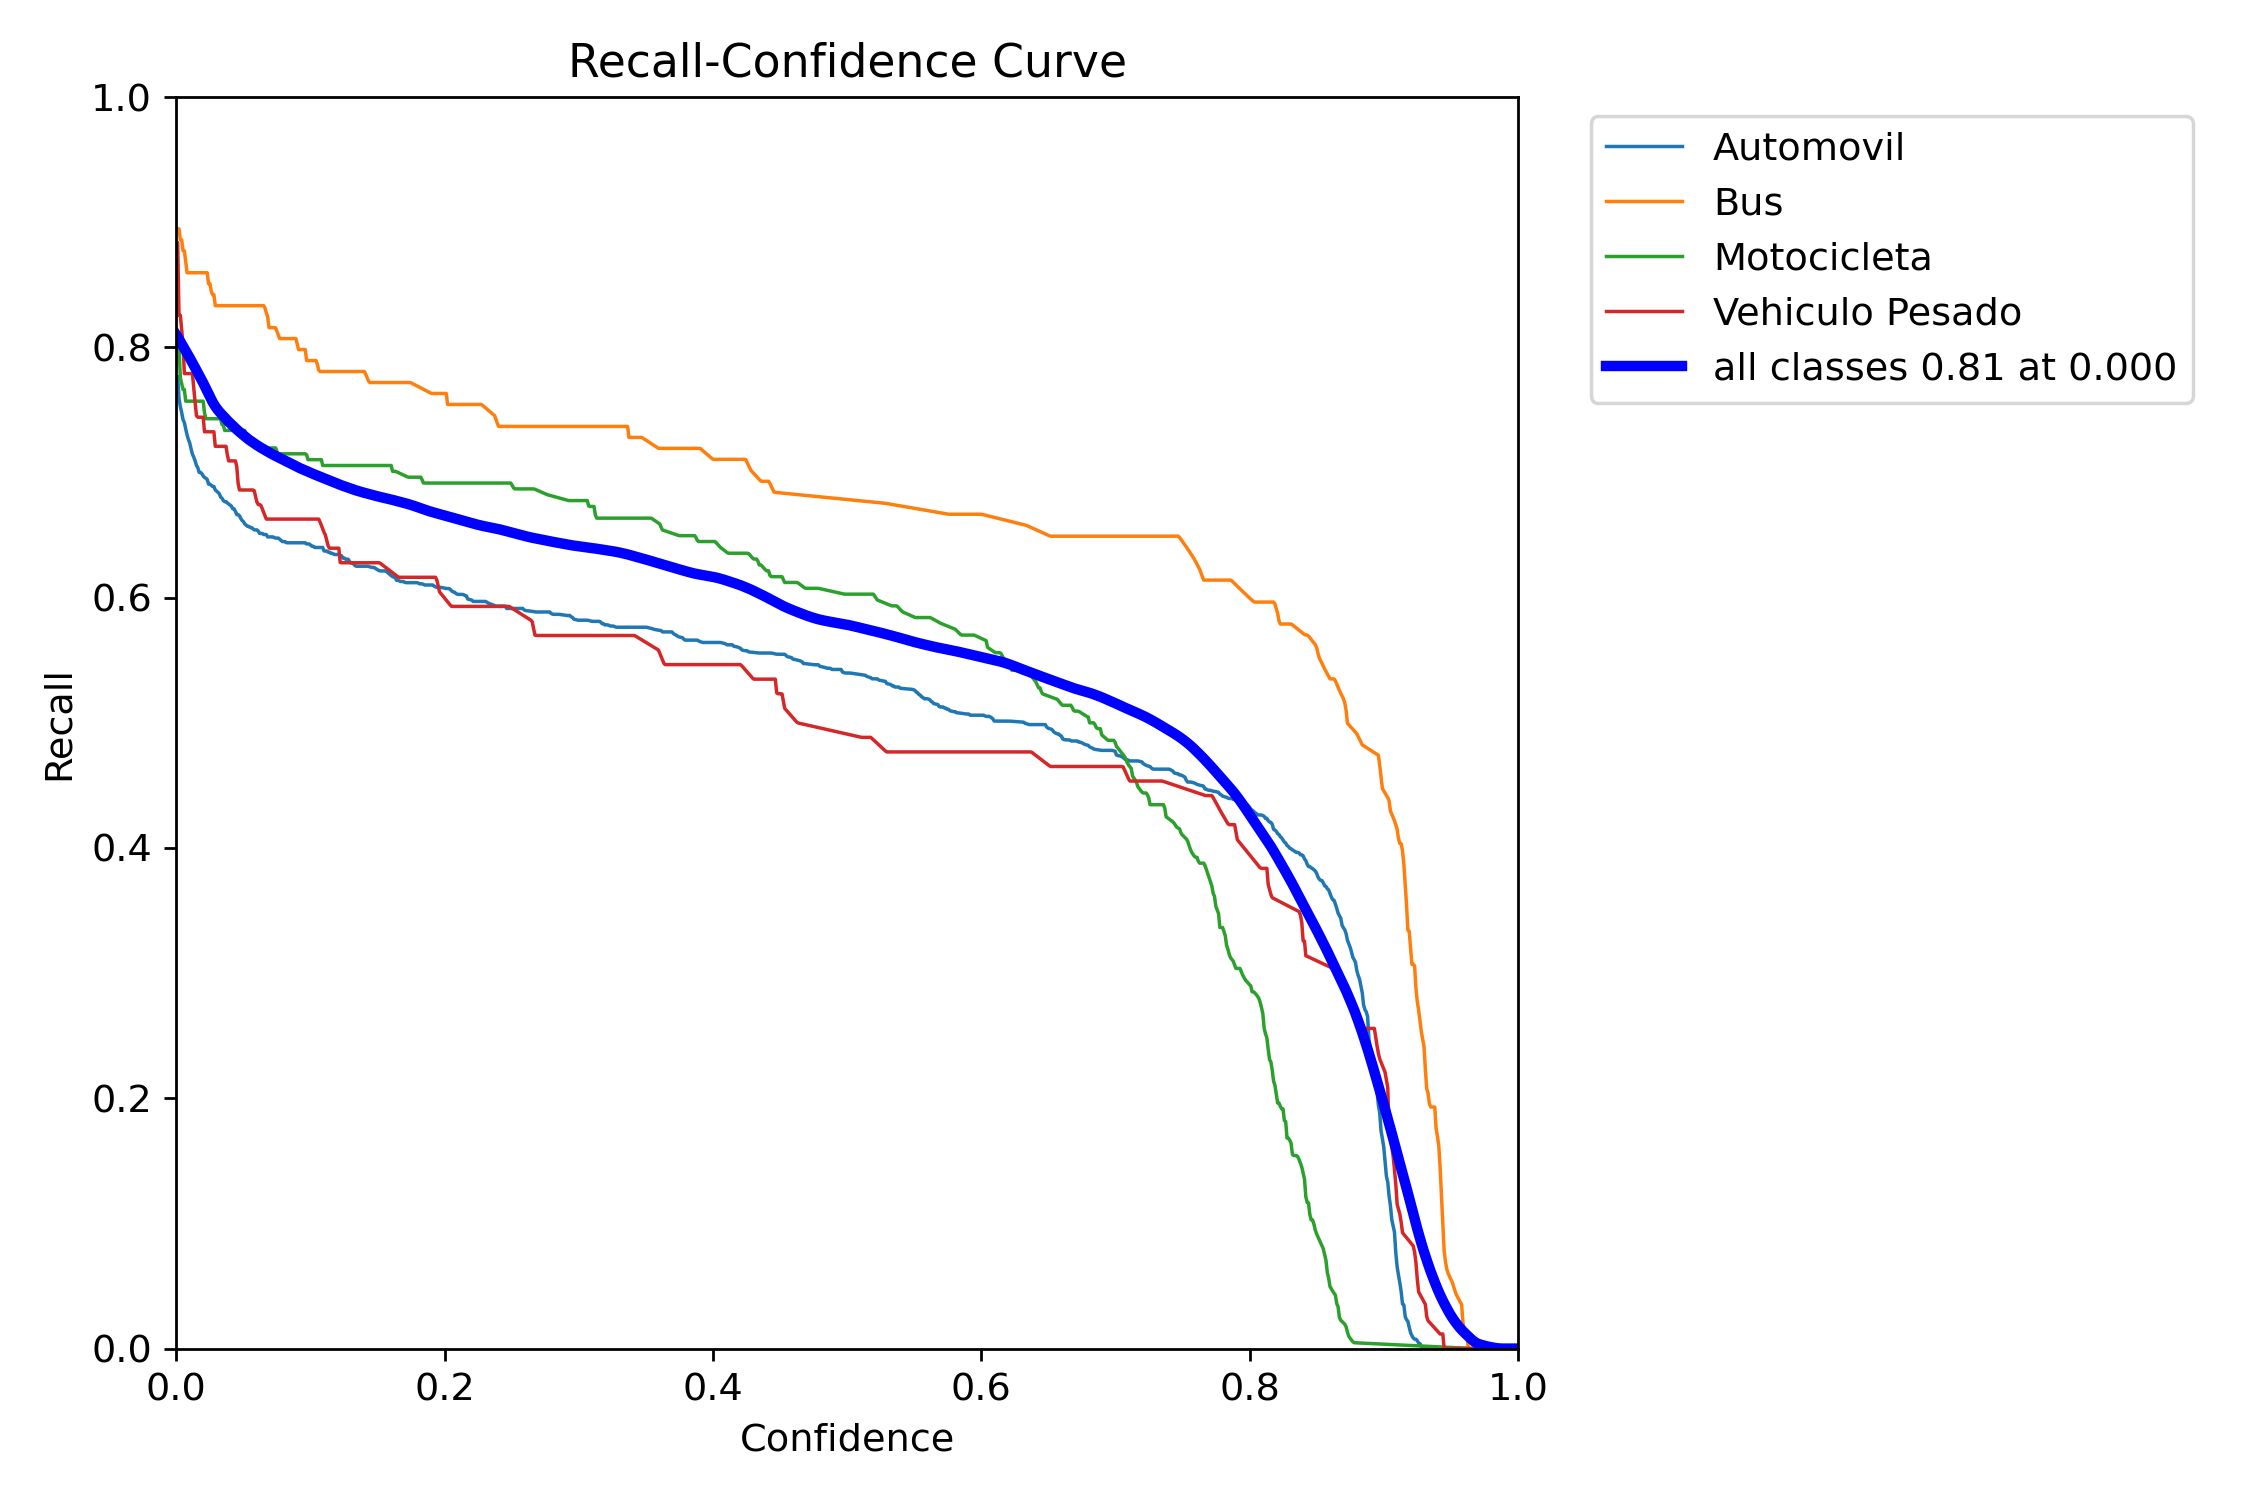 Recall-Confidence Curve
1.0
0.8
0.6
0.4
0.2
0.0
Recall
0.0 0.2 0.4 0.6 0.8 1.0
Confidence
Automovil
Bus
Motocicleta
Vehiculo Pesado
all classes 0.81 at 0.000